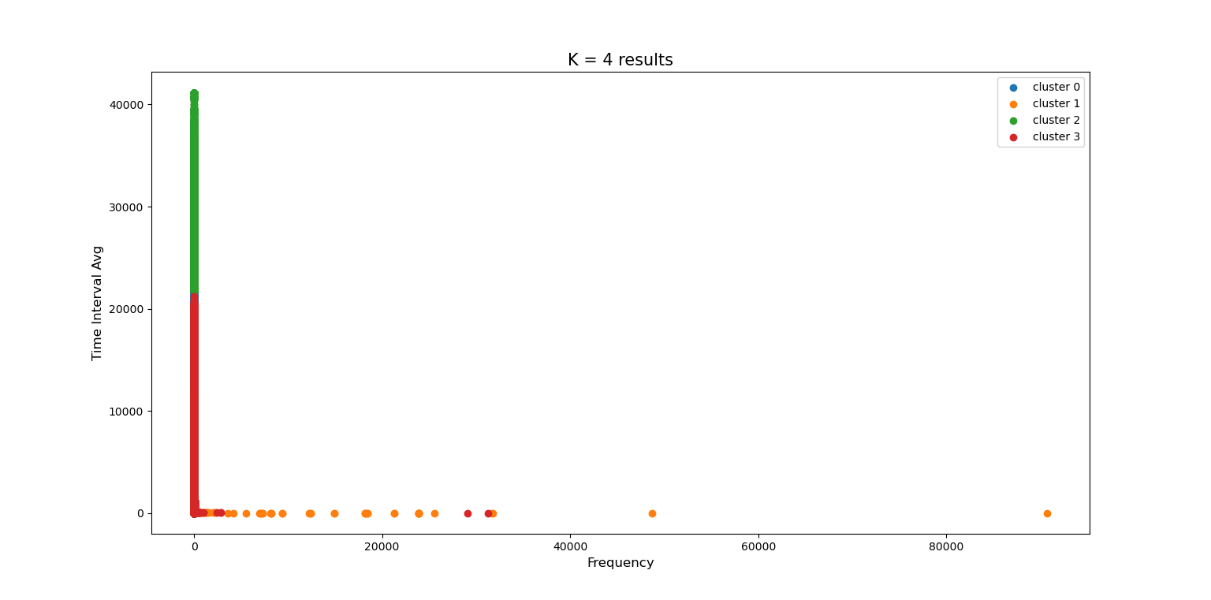 K = 4 results
cluster 0
cluster 1
cluster 2
cluster 3
40000
30000
20000
10000
0
Time Interval Avg
0
20000
40000
60000
80000
Frequency